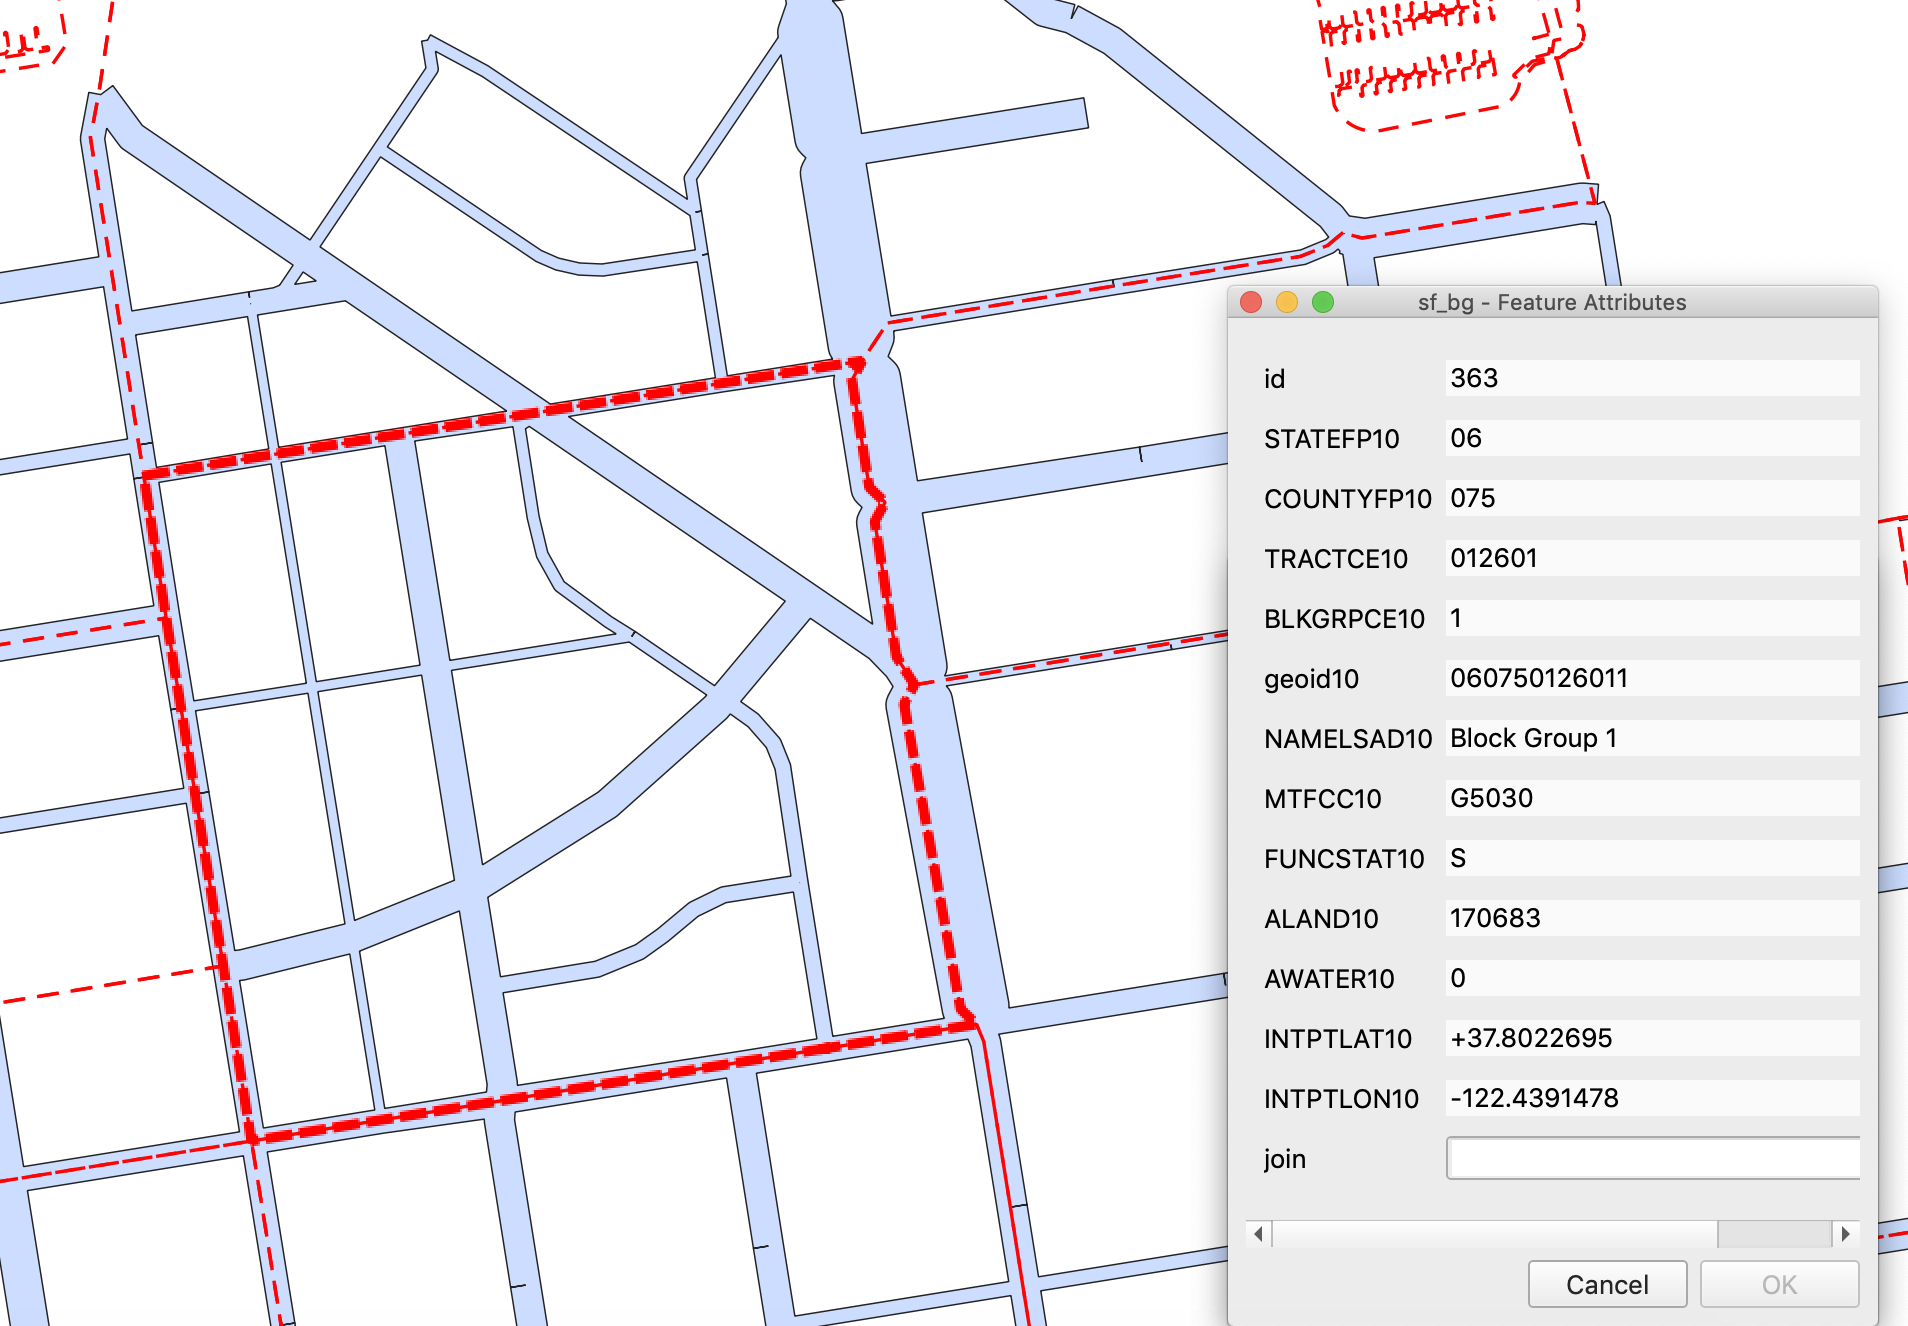 sf_bg - Feature Attributes
id 363
STATEFP10 06
COUNTYFP10 075
TRACTCE10 012601
BLKGRPCE10 1
geoid10 060750126011
NAMELSAD10 Block Group 1
MTFCC10 G5030
FUNCSTAT10 S
ALAND10 170683
AWATER10 0
INTPTLAT10 +37.8022695
INTPTLON10 -122.4391478
join
Cancel OK